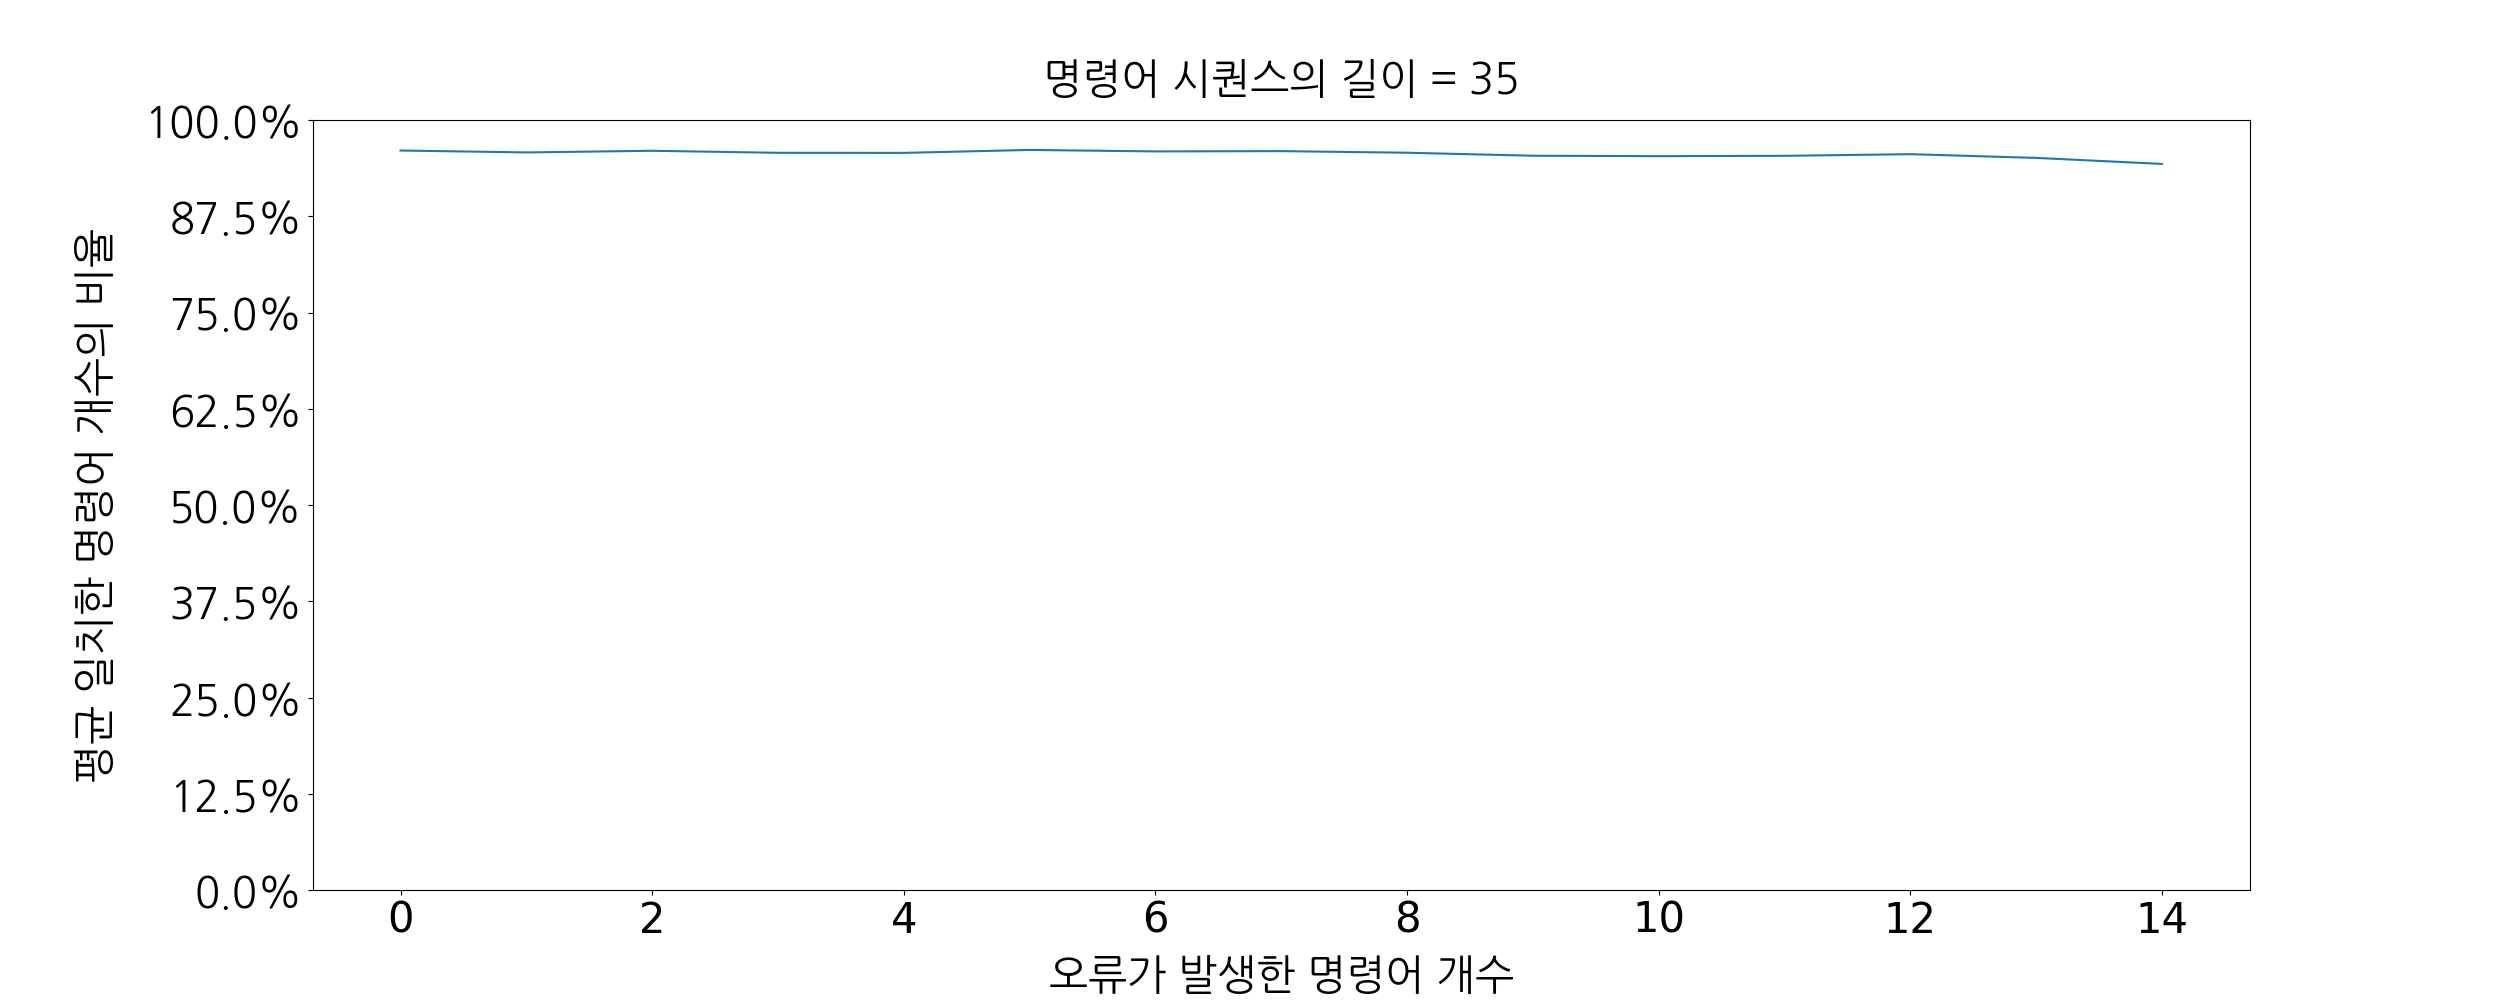 명령어 시퀀스의 길이 = 35
평균 일치한 명령어 개수의 비율
100.0%
87.5%
75.0%
62.5%
50.0%
37.5%
25.0%
12.5%
0.0%
0 2 4 6 8 10 12 14
오류가 발생한 명령어 개수